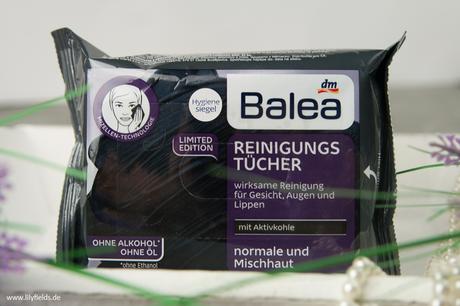 MIZELLEN-TECHNOLOGIE
Hygiene
siegel
dm
Balea
LIMITED
EDITION
REINIGUNGS
TÜCHER
wirksame Reinigung
für Gesicht, Augen und
Lippen
mit Aktivkohle
OHNE ALKOHOL*
OHNE ÖL
*ohne Ethanol
normale und
Mischhaut
www.lilyfields.de